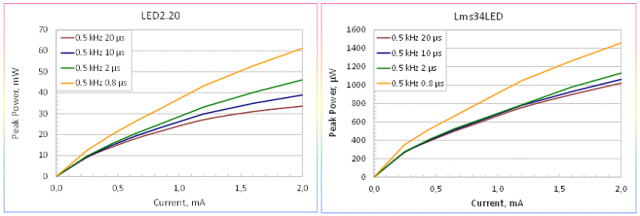 LED2.20
Peak Power, mW
70
60
50
40
30
20
10
0
0.5 kHz 20 µs
0.5 kHz 10 µs
0.5 kHz 2 µs
0.5 kHz 0.8 µs
0,0 0,5 1,0 1,5 2,0
Current, mA
Lms34LED
Peak Power, µW
1600
1400
1200
1000
800
600
400
200
0
0.5 kHz 20 µs
0.5 kHz 10 µs
0.5 kHz 2 µs
0.5 kHz 0.8 µs
0,0 0,5 1,0 1,5 2,0
Current, mA